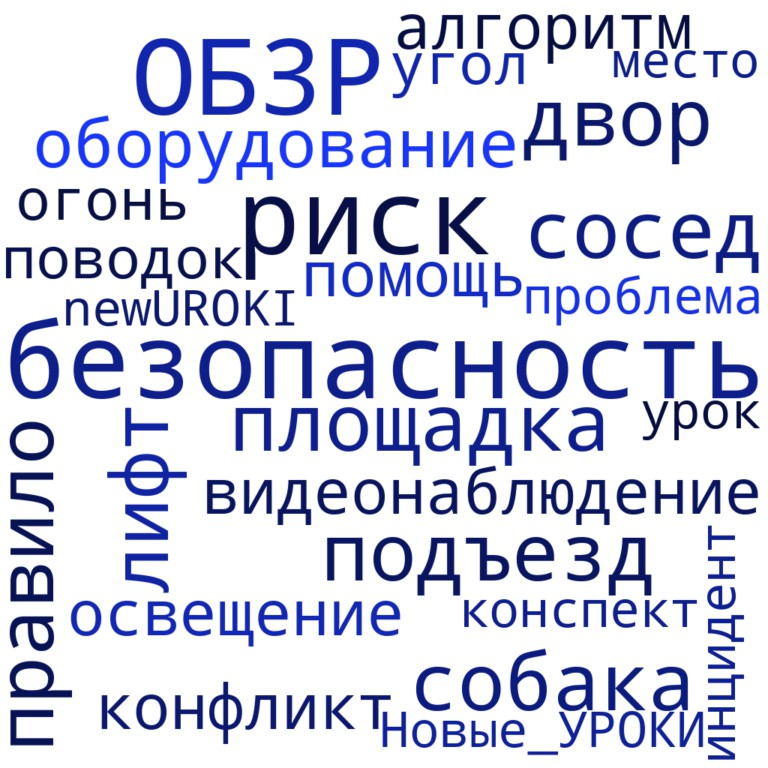 алгоритм
ОБЗР
угол
место
оборудование
двор
огонь
риск
сосед
поводок
помощь
newUROKI
проблема
безопасность
площадка
урок
правило
лифт
видеонаблюдение
подъезд
инцидент
освещение
конспект
собака
конфликт
Новые_УРОКИ